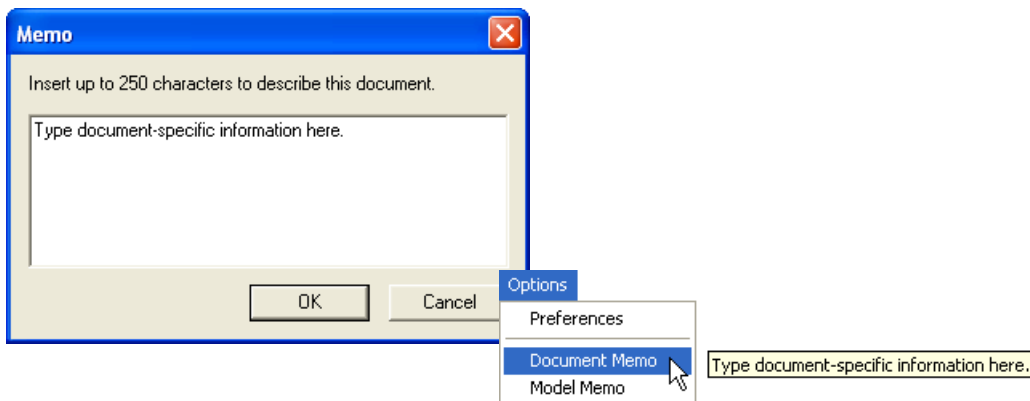 Memo
Insert up to 250 characters to describe this document.
Type document-specific information here.
OK
Cancel
Options
Preferences
Document Memo
Type document-specific information here.
Model Memo